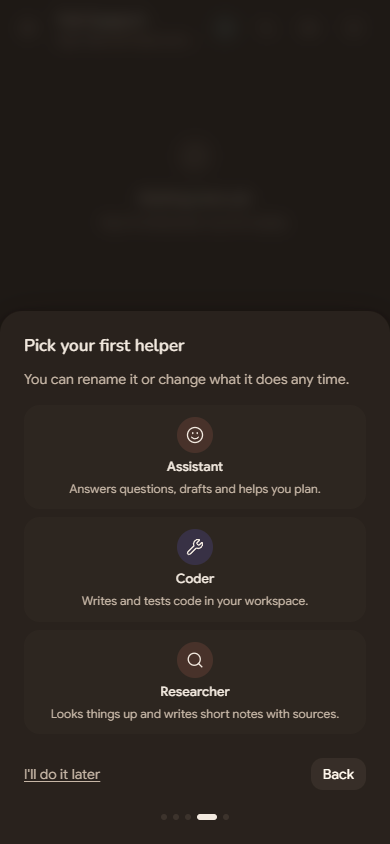 Pick your first helper
You can rename it or change what it does any time.
Assistant
Answers questions, drafts and helps you plan.
Coder
Writes and tests code in your workspace.
Researcher
Looks things up and writes short notes with sources.
I'll do it later
Back